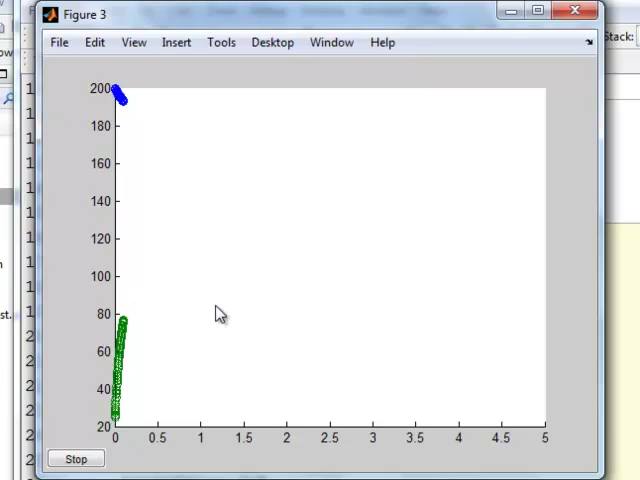 Figure 3
File Edit View Insert Tools Desktop Window Help
Stack:
200
180
160
140
120
100
80
60
40
20
0 0.5 1 1.5 2 2.5 3 3.5 4 4.5 5
Stop